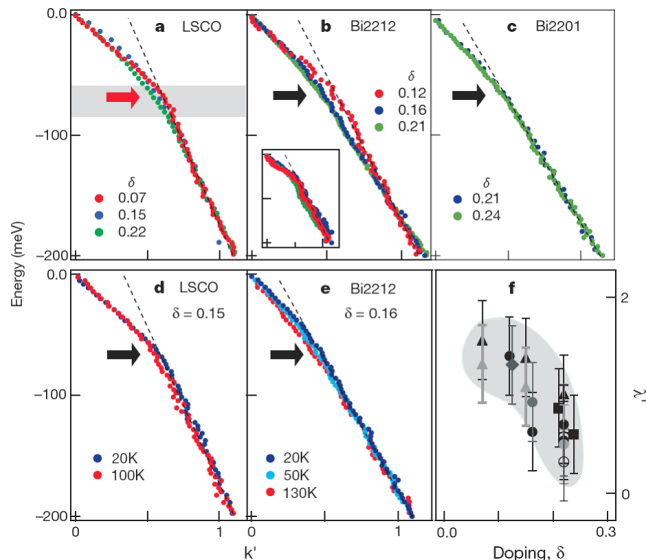 0.0
a LSCO
b Bi2212
c Bi2201
δ
0.12
0.16
0.21
−100
δ
0.07
0.15
0.22
δ
0.21
0.24
−200
Energy (meV)
0.0
d LSCO
δ = 0.15
e Bi2212
δ = 0.16
f
2
−100
λ'
20K
100K
20K
50K
130K
0
−200
0 1 0 1 0.0 0.3
k' Doping, δ